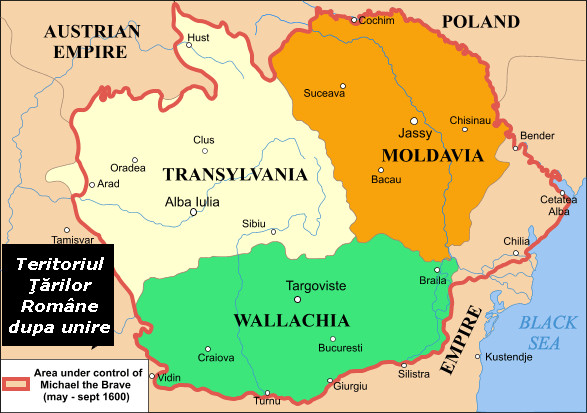 AUSTRIAN
EMPIRE
Hust
Cochim
POLAND
Suceava
Jassy
Chisinau
MOLDAVIA
Bender
Clus
Oradea
TRANSYLVANIA
Bacau
Arad
Alba Iulia
Cetatea
Alba
Tamisvar
Sibiu
Chilia
Teritoriul
Ţărilor
Române
dupa unire
Braila
Targoviste
WALLACHIA
EMPIRE
BLACK
SEA
Craiova
Bucuresti
Kustendje
Area under control of
Michael the Brave
(may - sept 1600)
Vidin
Giurgiu
Silistra
Turnu